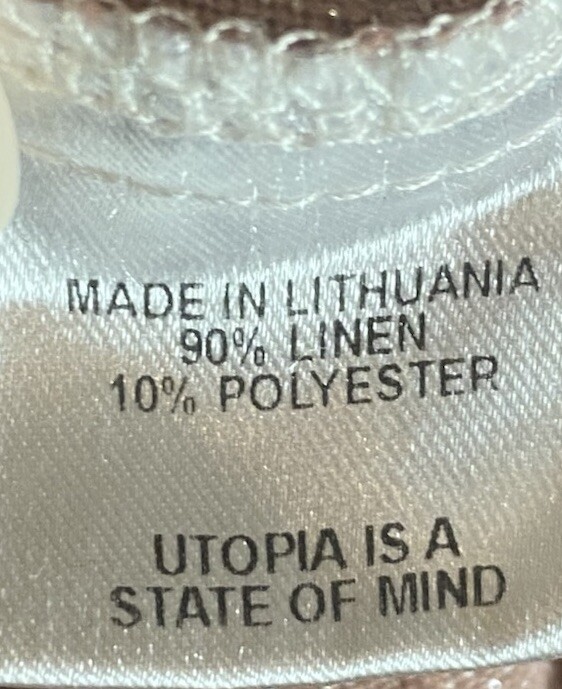 MADE IN LITHUANIA
90% LINEN
10% POLYESTER
UTOPIA IS A
STATE OF MIND